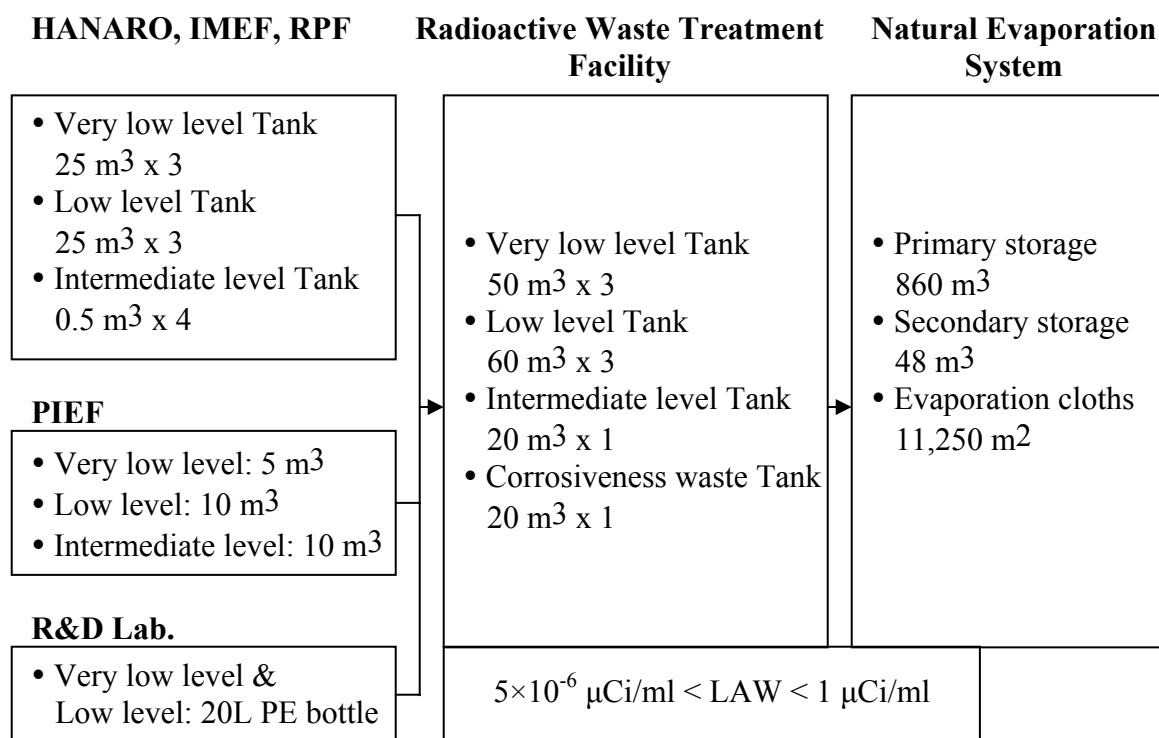 HANARO, IMEF, RPF
• Very low level Tank
25 m³ x 3
• Low level Tank
25 m³ x 3
• Intermediate level Tank
0.5 m³ x 4
PIEF
• Very low level: 5 m³
• Low level: 10 m³
• Intermediate level: 10 m³
R&D Lab.
• Very low level &
Low level: 20L PE bottle
Radioactive Waste Treatment
Facility
• Very low level Tank
50 m³ x 3
• Low level Tank
60 m³ x 3
• Intermediate level Tank
20 m³ x 1
• Corrosiveness waste Tank
20 m³ x 1
Natural Evaporation
System
• Primary storage
860 m³
• Secondary storage
48 m³
• Evaporation cloths
11,250 m²
5×10⁻⁶ μCi/ml < LAW < 1 μCi/ml